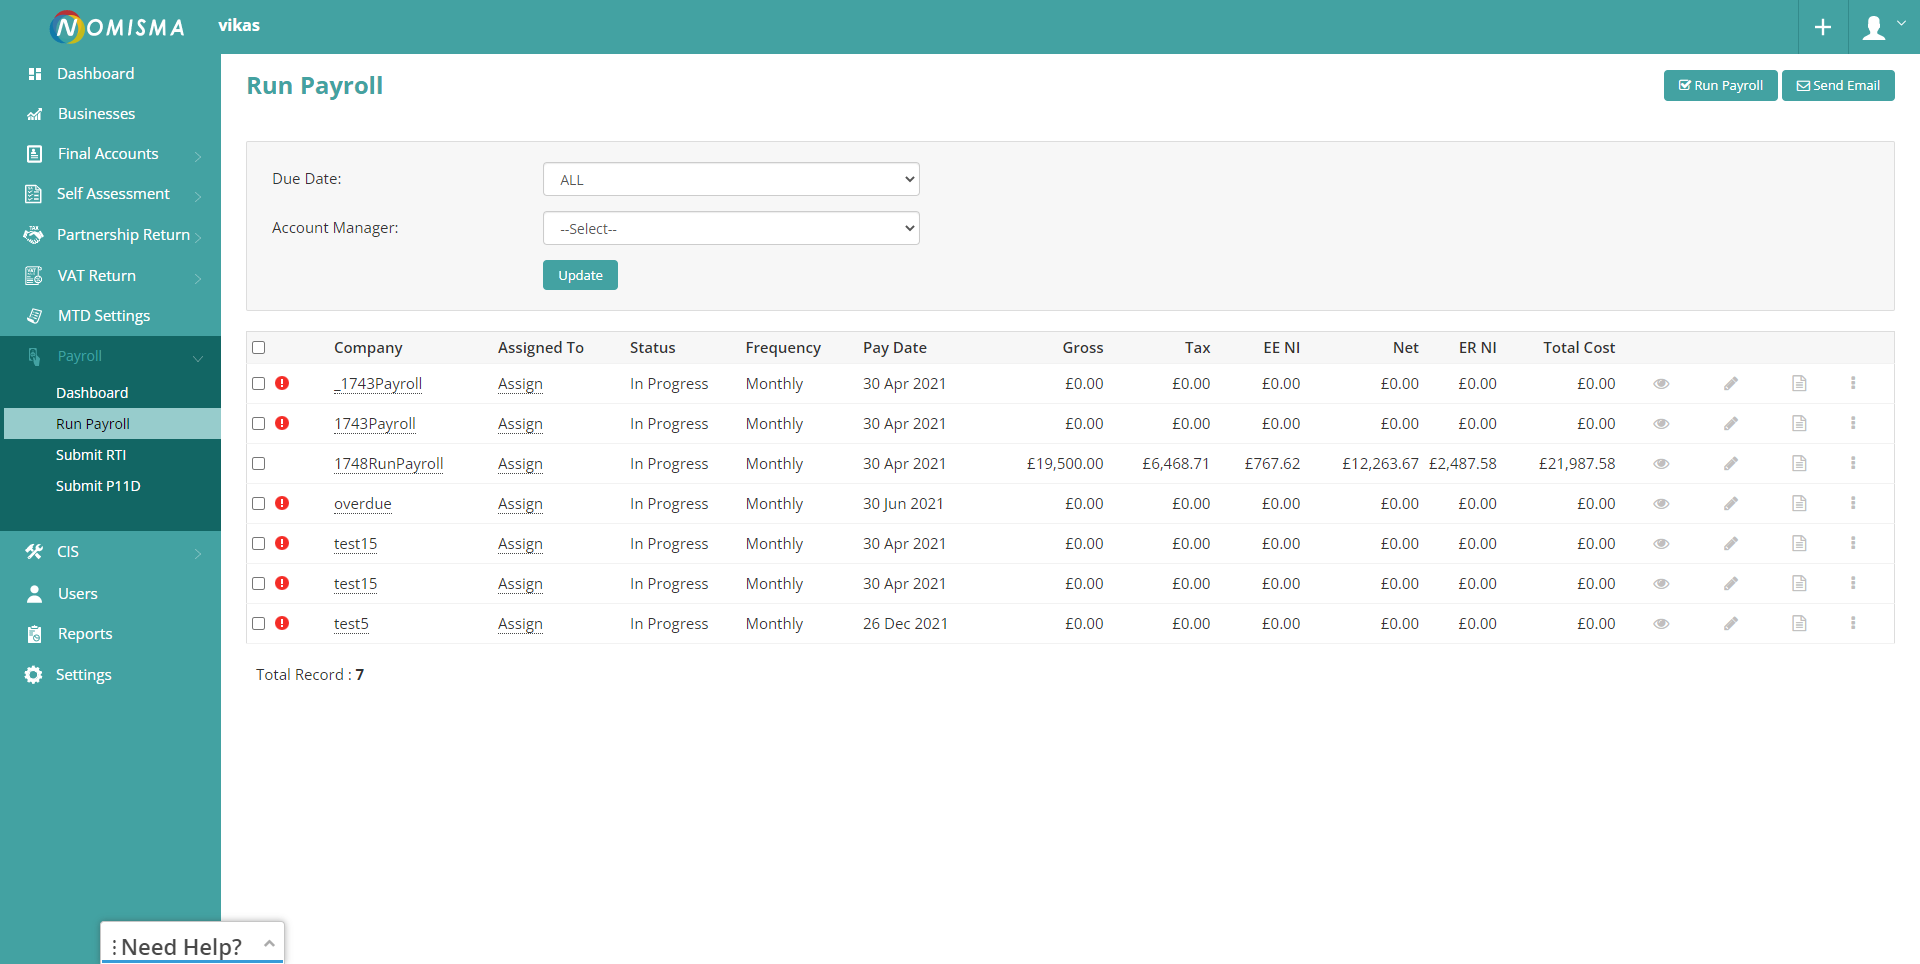 NOMISMA vikas
Dashboard
Businesses
Final Accounts
Self Assessment
Partnership Return
VAT Return
MTD Settings
Payroll
Dashboard
Run Payroll
Submit RTI
Submit P11D
CIS
Users
Reports
Settings
Run Payroll
Run Payroll Send Email
Due Date: ALL
Account Manager: --Select--
Update
Company Assigned To Status Frequency Pay Date Gross Tax EE NI Net ER NI Total Cost
_1743Payroll Assign In Progress Monthly 30 Apr 2021 £0.00 £0.00 £0.00 £0.00 £0.00 £0.00
1743Payroll Assign In Progress Monthly 30 Apr 2021 £0.00 £0.00 £0.00 £0.00 £0.00 £0.00
1748RunPayroll Assign In Progress Monthly 30 Apr 2021 £19,500.00 £6,468.71 £767.62 £12,263.67 £2,487.58 £21,987.58
overdue Assign In Progress Monthly 30 Jun 2021 £0.00 £0.00 £0.00 £0.00 £0.00 £0.00
test15 Assign In Progress Monthly 30 Apr 2021 £0.00 £0.00 £0.00 £0.00 £0.00 £0.00
test15 Assign In Progress Monthly 30 Apr 2021 £0.00 £0.00 £0.00 £0.00 £0.00 £0.00
test5 Assign In Progress Monthly 26 Dec 2021 £0.00 £0.00 £0.00 £0.00 £0.00 £0.00
Total Record : 7
Need Help?